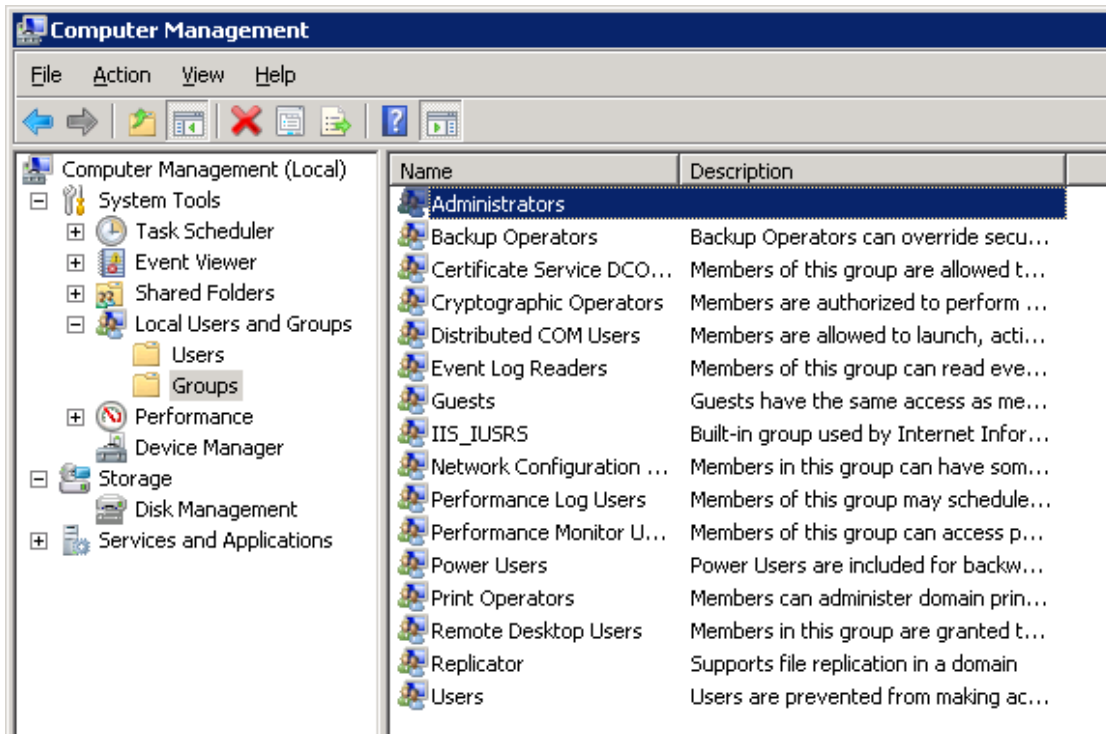 Computer Management
File Action View Help
Computer Management (Local)
System Tools
Task Scheduler
Event Viewer
Shared Folders
Local Users and Groups
Users
Groups
Performance
Device Manager
Storage
Disk Management
Services and Applications
Name Description
Administrators
Backup Operators Backup Operators can override secu...
Certificate Service DCO... Members of this group are allowed t...
Cryptographic Operators Members are authorized to perform ...
Distributed COM Users Members are allowed to launch, acti...
Event Log Readers Members of this group can read eve...
Guests Guests have the same access as me...
IIS_IUSRS Built-in group used by Internet Infor...
Network Configuration ... Members in this group can have som...
Performance Log Users Members of this group may schedule...
Performance Monitor U... Members of this group can access p...
Power Users Power Users are included for backw...
Print Operators Members can administer domain prin...
Remote Desktop Users Members in this group are granted t...
Replicator Supports file replication in a domain
Users Users are prevented from making ac...